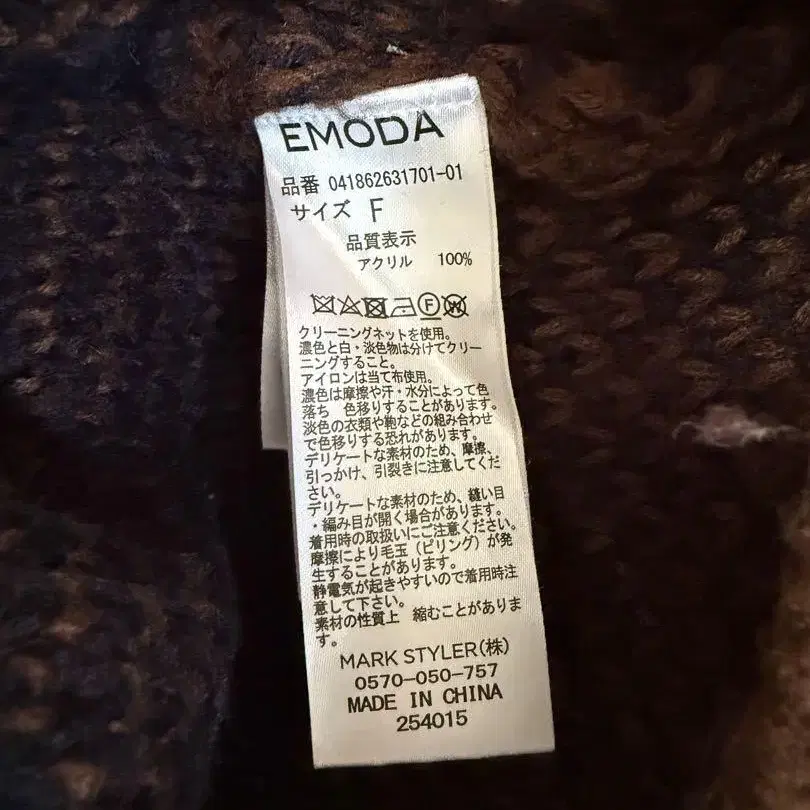 EMODA
品番 041862631701-01
サイズ F
品質表示
アクリル 100%
クリーニングネットを使用。
濃色と白・淡色物は分けてクリー
ニングすること。
アイロンは当て布使用。
濃色は摩擦や汗・水分によって色
落ち 色移りすることがあります。
淡色の衣類や鞄などの組み合わせ
で色移りする恐れがあります。
デリケートな素材のため、摩擦、
引っかけ、引裂きに注意してくだ
さい。
デリケートな素材のため、縫い目
・編み目が開く場合があります。
着用時の取扱いにご注意ください。
摩擦により毛玉（ピリング）が発
生することがあります。
静電気が起きやすいので着用時注
意して下さい。
素材の性質上 縮むことがありま
す。
MARK STYLER(株)
0570-050-757
MADE IN CHINA
254015